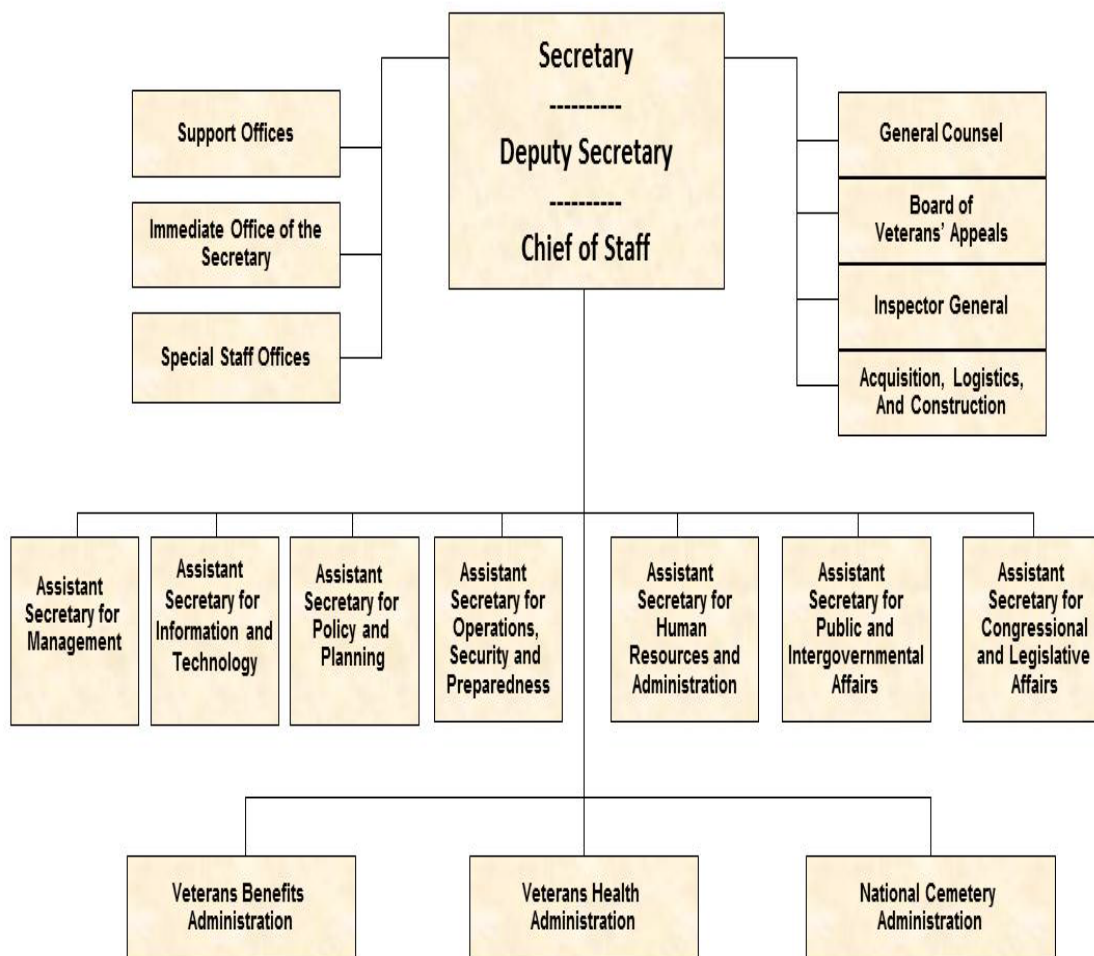 Secretary
----------
Deputy Secretary
----------
Chief of Staff
Support Offices
Immediate Office of the
Secretary
Special Staff Offices
General Counsel
Board of
Veterans’ Appeals
Inspector General
Acquisition, Logistics,
And Construction
Assistant
Secretary for
Management
Assistant
Secretary for
Information and
Technology
Assistant
Secretary for
Policy and
Planning
Assistant
Secretary for
Operations,
Security and
Preparedness
Assistant
Secretary for
Human
Resources and
Administration
Assistant
Secretary for
Public and
Intergovernmental
Affairs
Assistant
Secretary for
Congressional
and Legislative
Affairs
Veterans Benefits
Administration
Veterans Health
Administration
National Cemetery
Administration